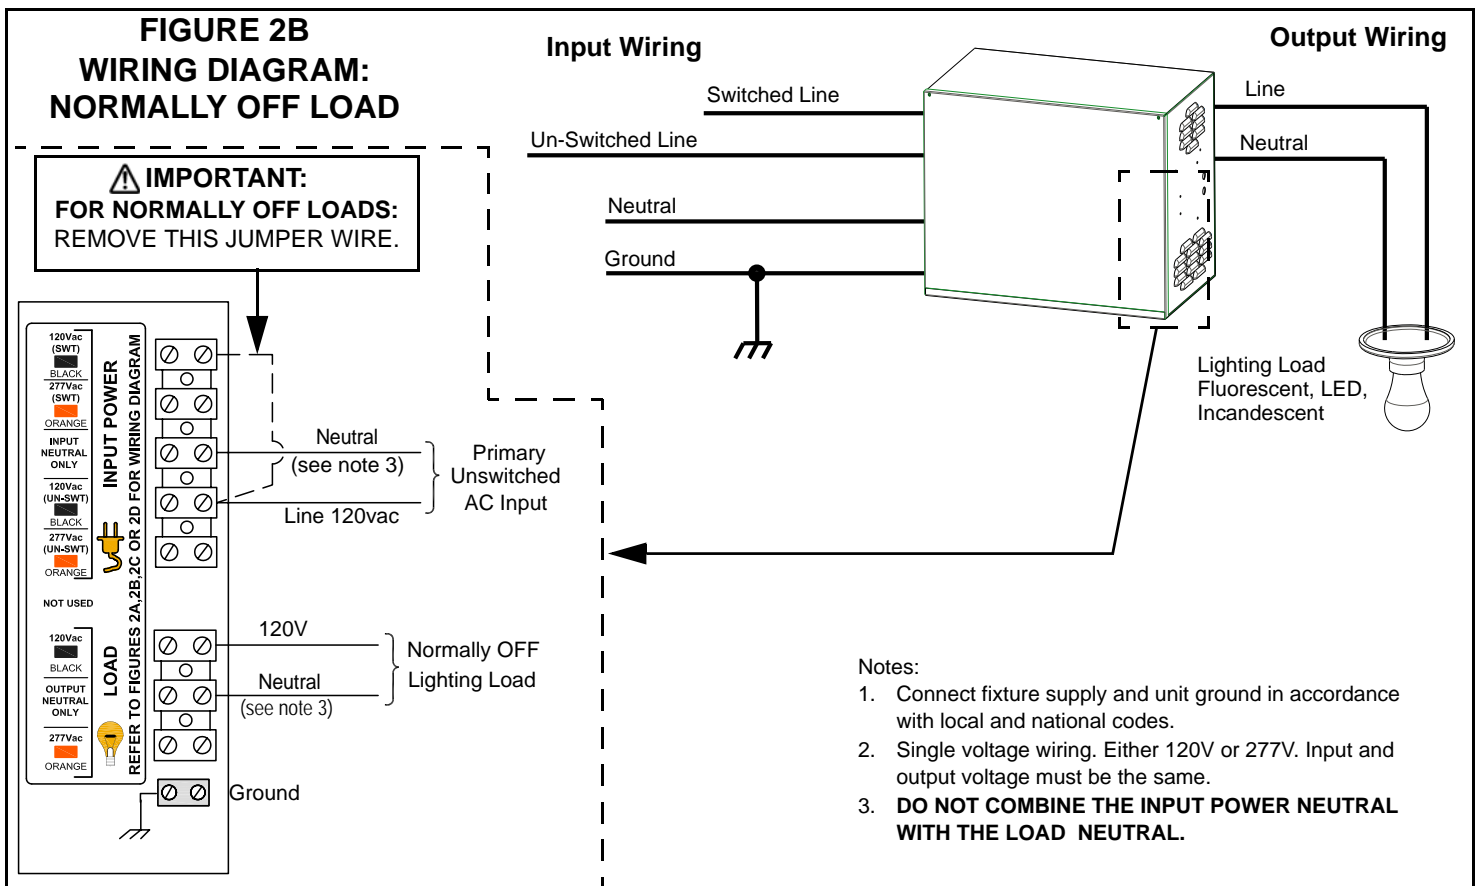 FIGURE 2B
WIRING DIAGRAM:
NORMALLY OFF LOAD
Input Wiring
Output Wiring
Switched Line
Un-Switched Line
Neutral
Ground
Line
Neutral
Lighting Load
Fluorescent, LED,
Incandescent
IMPORTANT:
FOR NORMALLY OFF LOADS:
REMOVE THIS JUMPER WIRE.
120Vac
(SWT)
BLACK
277Vac
(SWT)
ORANGE
INPUT
NEUTRAL
ONLY
120Vac
(UN-SWT)
BLACK
277Vac
(UN-SWT)
ORANGE
NOT USED
120Vac
BLACK
OUTPUT
NEUTRAL
ONLY
277Vac
ORANGE
INPUT POWER
LOAD
REFER TO FIGURES 2A,2B,2C OR 2D FOR WIRING DIAGRAM
Neutral
(see note 3)
Line 120vac
Primary
Unswitched
AC Input
120V
Neutral
(see note 3)
Normally OFF
Lighting Load
Ground
Notes:
1. Connect fixture supply and unit ground in accordance
with local and national codes.
2. Single voltage wiring. Either 120V or 277V. Input and
output voltage must be the same.
3. DO NOT COMBINE THE INPUT POWER NEUTRAL
WITH THE LOAD NEUTRAL.